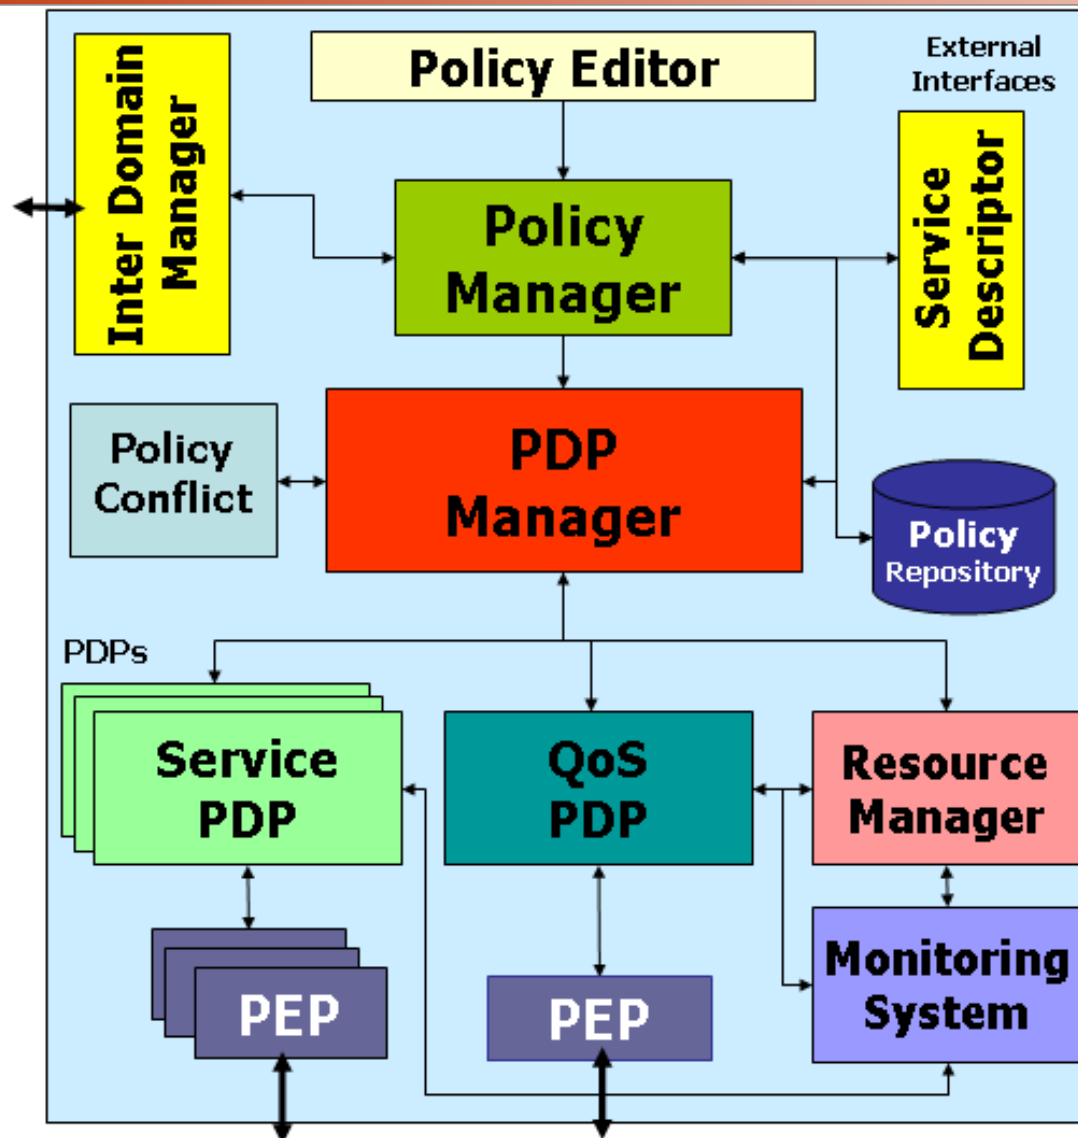 Policy Editor
External
Interfaces
Inter Domain
Manager
Policy
Manager
Service
Descriptor
Policy
Conflict
PDP
Manager
Policy
Repository
PDPs
Service
PDP
QoS
PDP
Resource
Manager
PEP
PEP
Monitoring
System